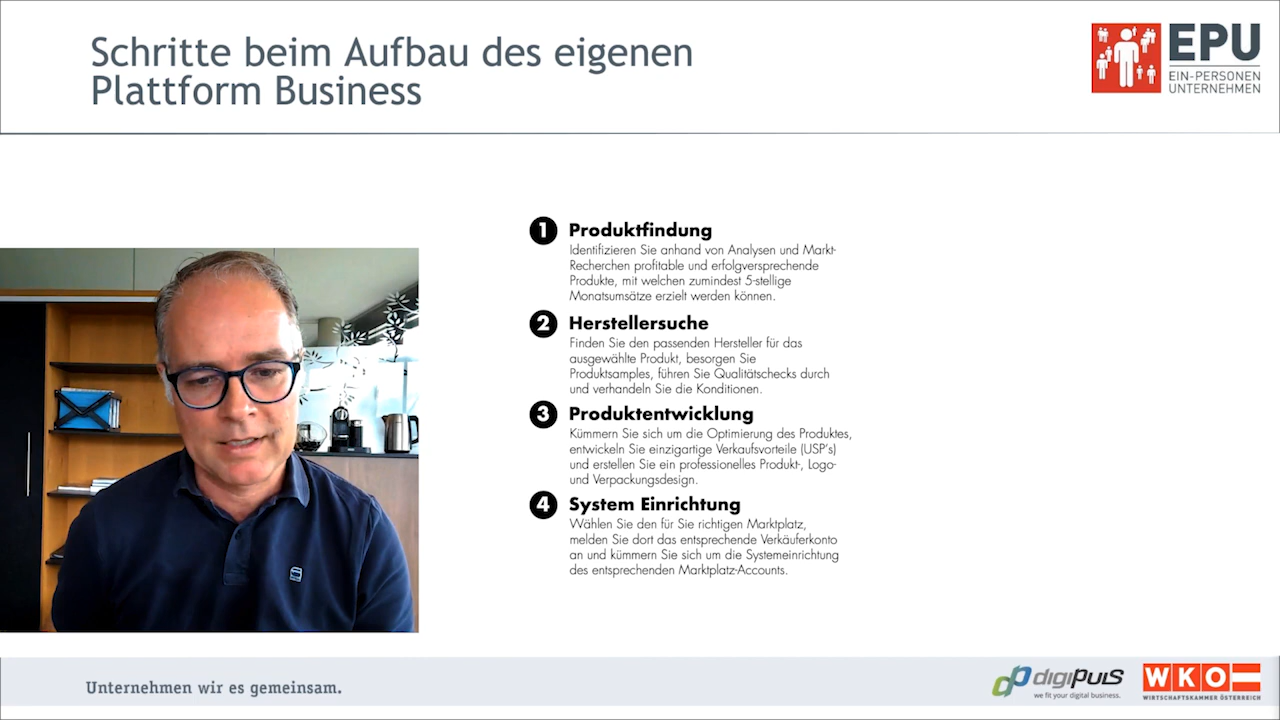 Schritte beim Aufbau des eigenen
Plattform Business
EPU
EIN-PERSONEN
UNTERNEHMEN
1 Produktfindung
Identifizieren Sie anhand von Analysen und Markt-
Recherchen profitable und erfolgversprechende
Produkte, mit welchen zumindest 5-stellige
Monatsumsätze erzielt werden können.
2 Herstellersuche
Finden Sie den passenden Hersteller für das
ausgewählte Produkt, besorgen Sie
Produktsamples, führen Sie Qualitätschecks durch
und verhandeln Sie die Konditionen.
3 Produktentwicklung
Kümmern Sie sich um die Optimierung des Produktes,
entwickeln Sie einzigartige Verkaufsvorteile (USP's)
und erstellen Sie ein professionelles Produkt-, Logo-
und Verpackungsdesign.
4 System Einrichtung
Wählen Sie den für Sie richtigen Marktplatz,
melden Sie dort das entsprechende Verkäuferkonto
an und kümmern Sie sich um die Systemeinrichtung
des entsprechenden Marktplatz-Accounts.
Unternehmen wir es gemeinsam.
digiPULS
we fit your digital business.
WKO
WIRTSCHAFTSKAMMER ÖSTERREICH